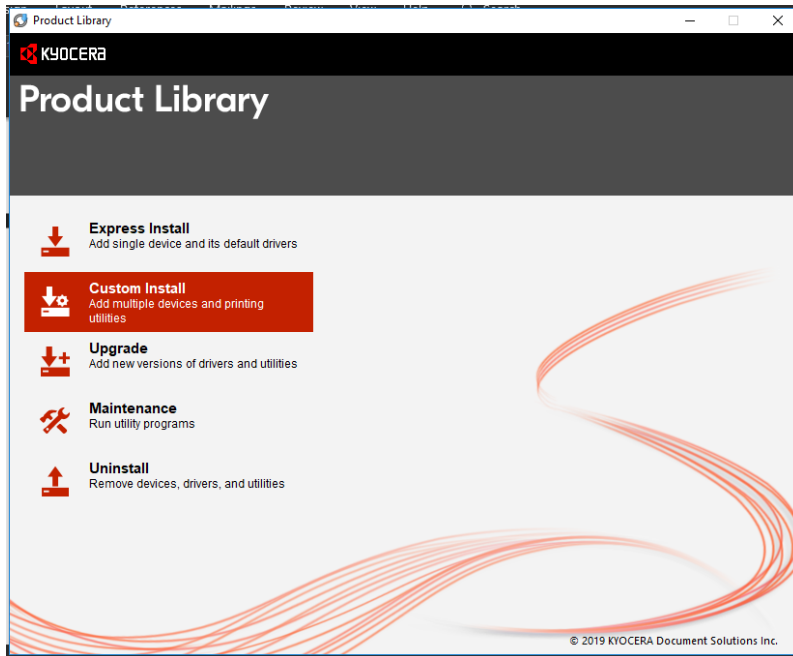 Product Library
KYOCERA
Product Library
Express Install
Add single device and its default drivers
Custom Install
Add multiple devices and printing
utilities
Upgrade
Add new versions of drivers and utilities
Maintenance
Run utility programs
Uninstall
Remove devices, drivers, and utilities
© 2019 KYOCERA Document Solutions Inc.